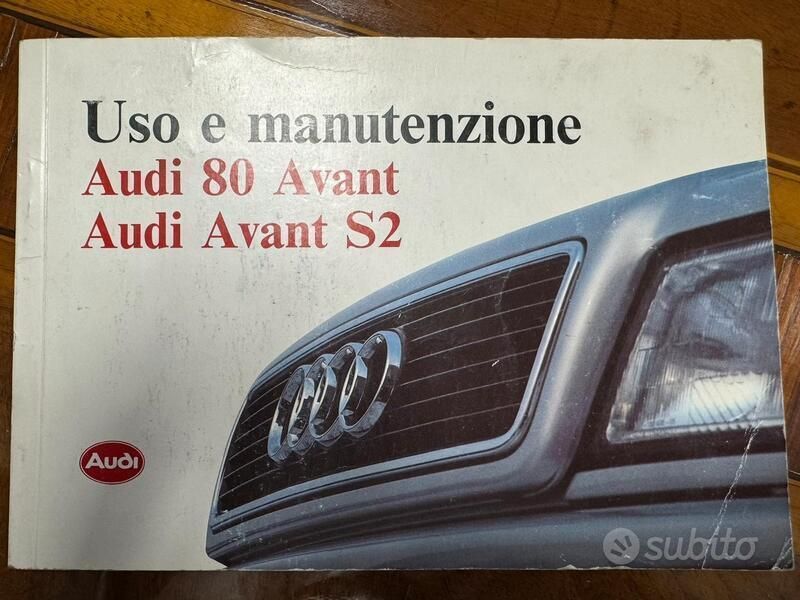 Uso e manutenzione
Audi 80 Avant
Audi Avant S2
Audi
subito